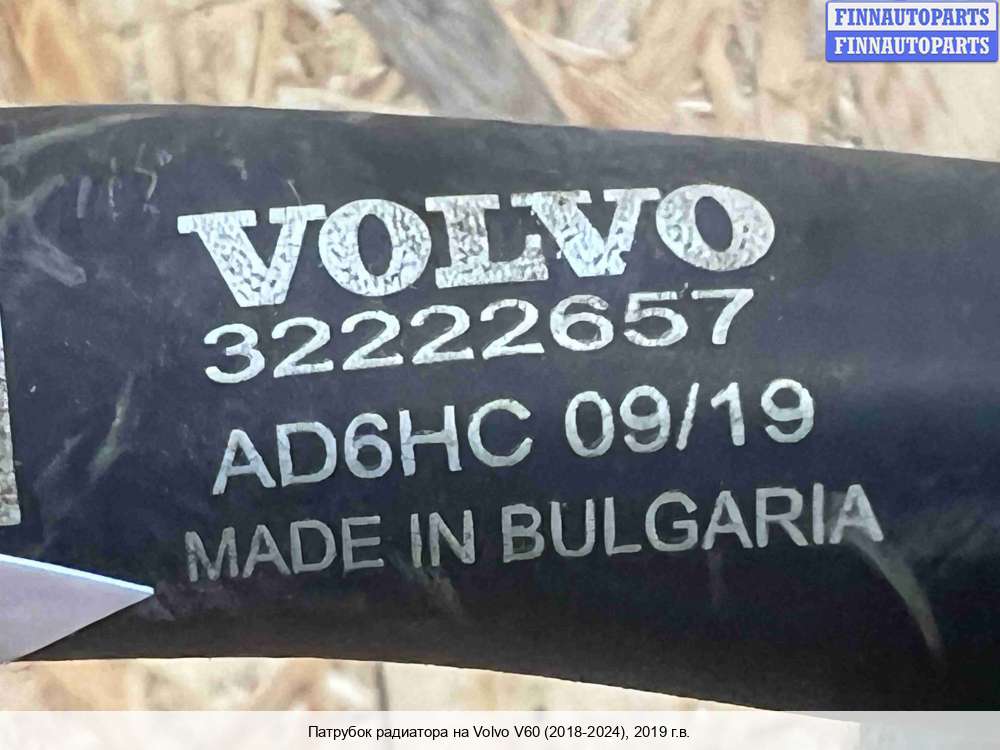 FINNAUTOPARTS
FINNAUTOPARTS
VOLVO
32222657
AD6HC 09/19
MADE IN BULGARIA
Патрубок радиатора на Volvo V60 (2018-2024), 2019 г.в.